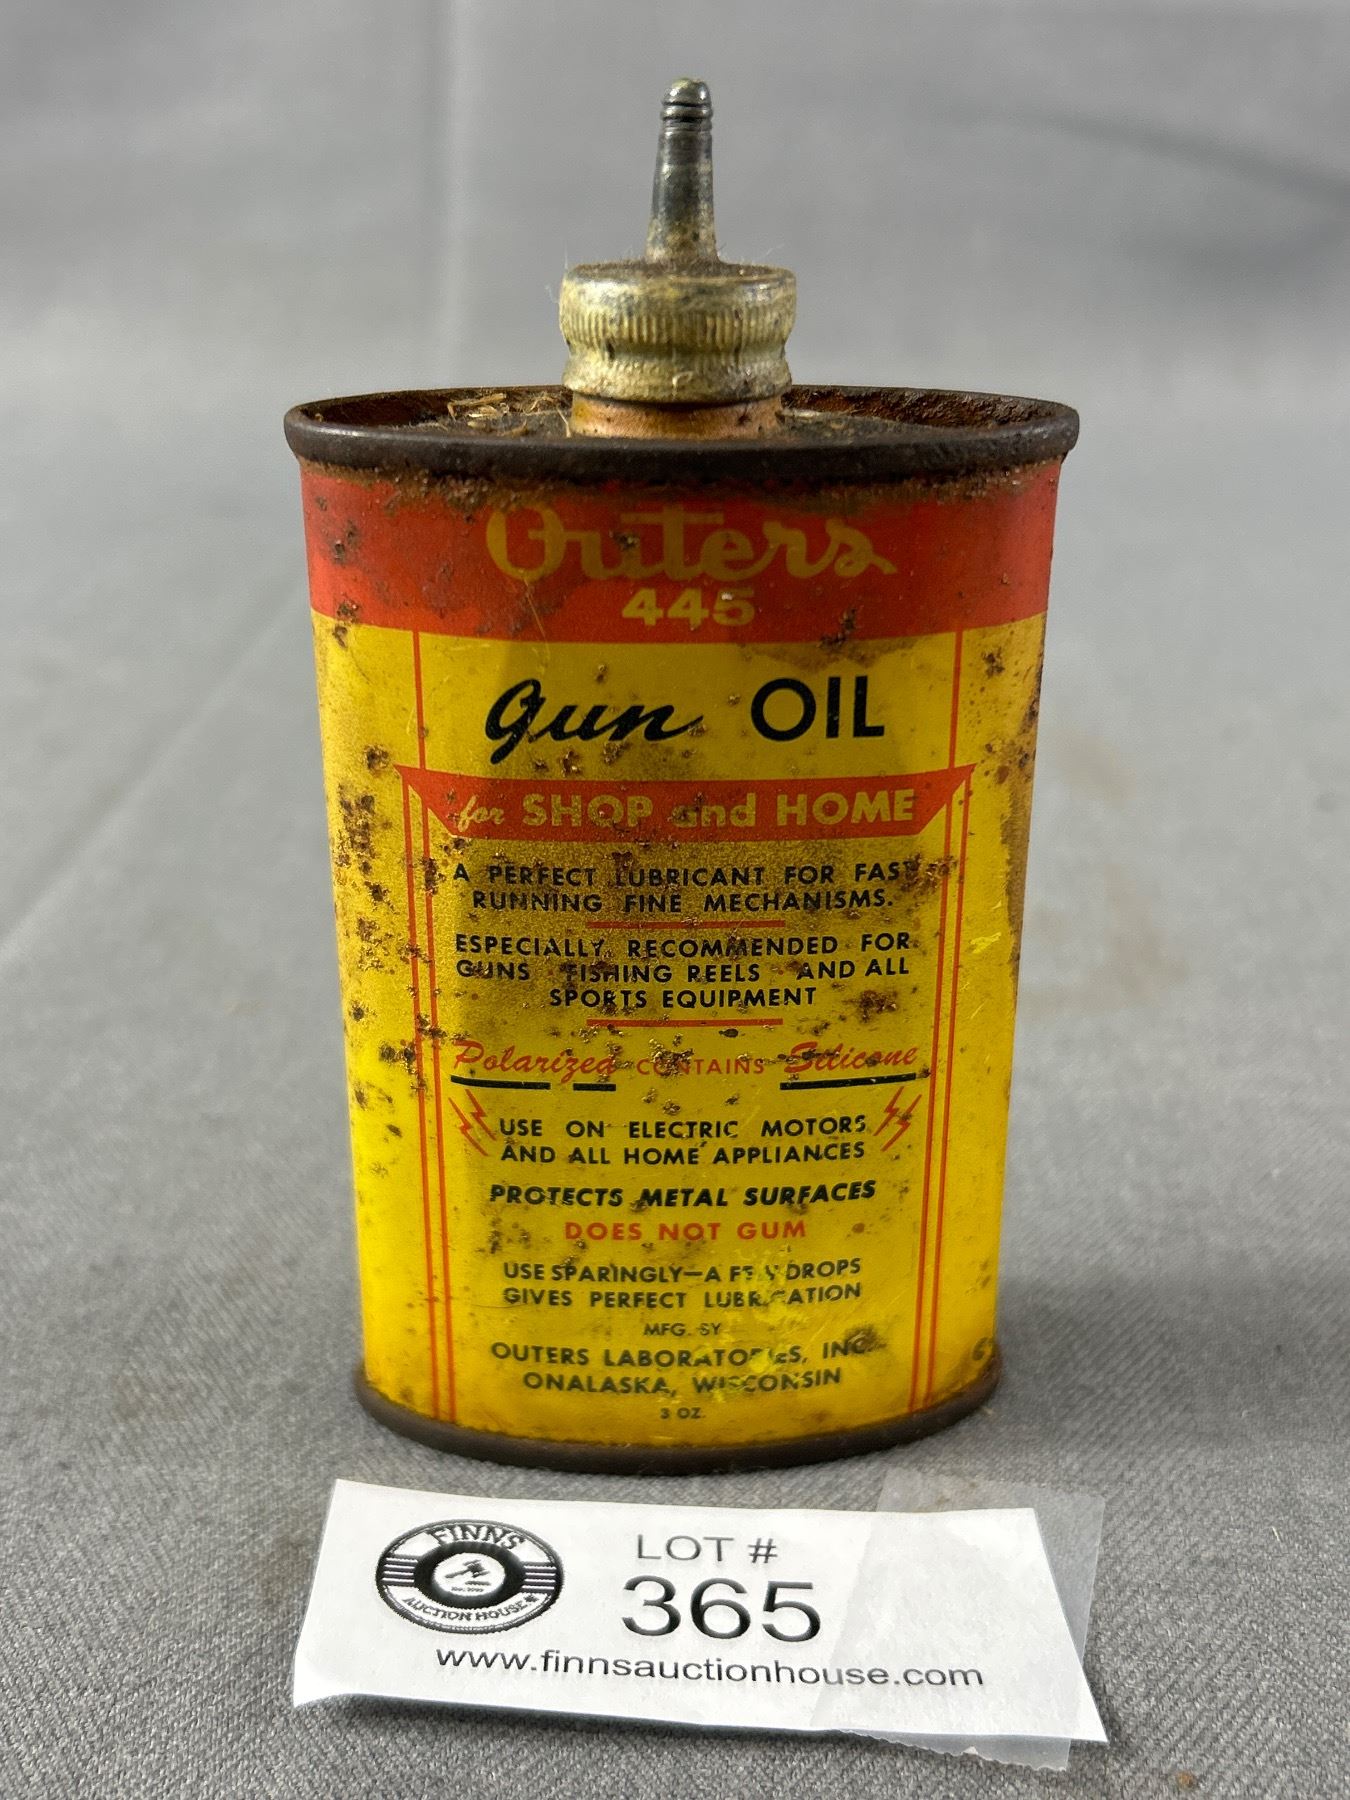 Outers
445
Gun OIL
for SHOP and HOME
A PERFECT LUBRICANT FOR FAST
RUNNING FINE MECHANISMS.
ESPECIALLY RECOMMENDED FOR
GUNS FISHING REELS AND ALL
SPORTS EQUIPMENT
Polarized CONTAINS Silicone
USE ON ELECTRIC MOTORS
AND ALL HOME APPLIANCES
PROTECTS METAL SURFACES
DOES NOT GUM
USE SPARINGLY—A FEW DROPS
GIVES PERFECT LUBRICATION
MFG. BY
OUTERS LABORATORIES, INC.
ONALASKA, WISCONSIN
3 OZ.
FINNS
AUCTION HOUSE
LOT #
365
www.finnsauctionhouse.com